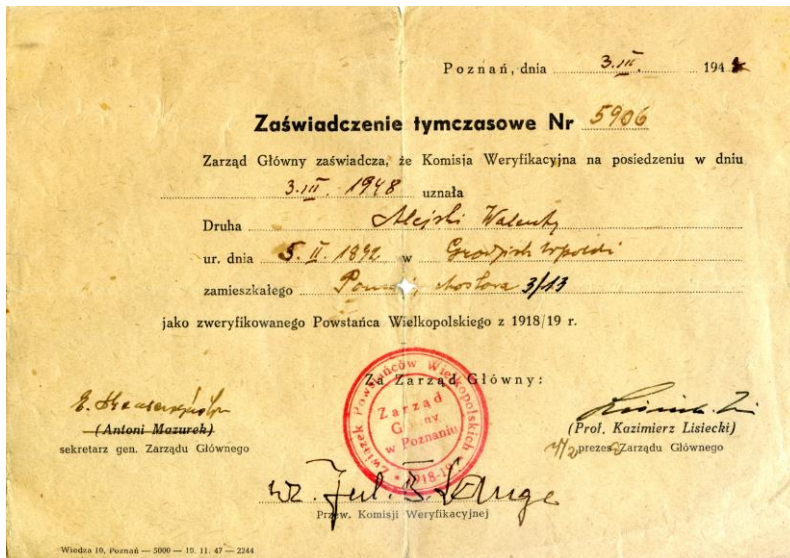 Poznań, dnia 3.III. 194
Zaświadczenie tymczasowe Nr 5906
Zarząd Główny zaświadcza, że Komisja Weryfikacyjna na posiedzeniu w dniu
3.III. 1948 uznała
Druha Alejski Walenty
ur. dnia 5. II. 1892 w Grodzisk
zamieszkałego 3/13
jako zweryfikowanego Powstańca Wielkopolskiego z 1918/19 r.
Związek Powstańców Wielkopolskich
1918-19
Zarząd
Główny
w Poznaniu
Za Zarząd Główny:
(Antoni Mazurek)
(Prof. Kazimierz Lisiecki)
sekretarz gen. Zarządu Głównego
prezes Zarządu Głównego
wz.
Przew. Komisji Weryfikacyjnej
Wiedza 10, Poznań — 5000 — 19. 11. 47 — 2244